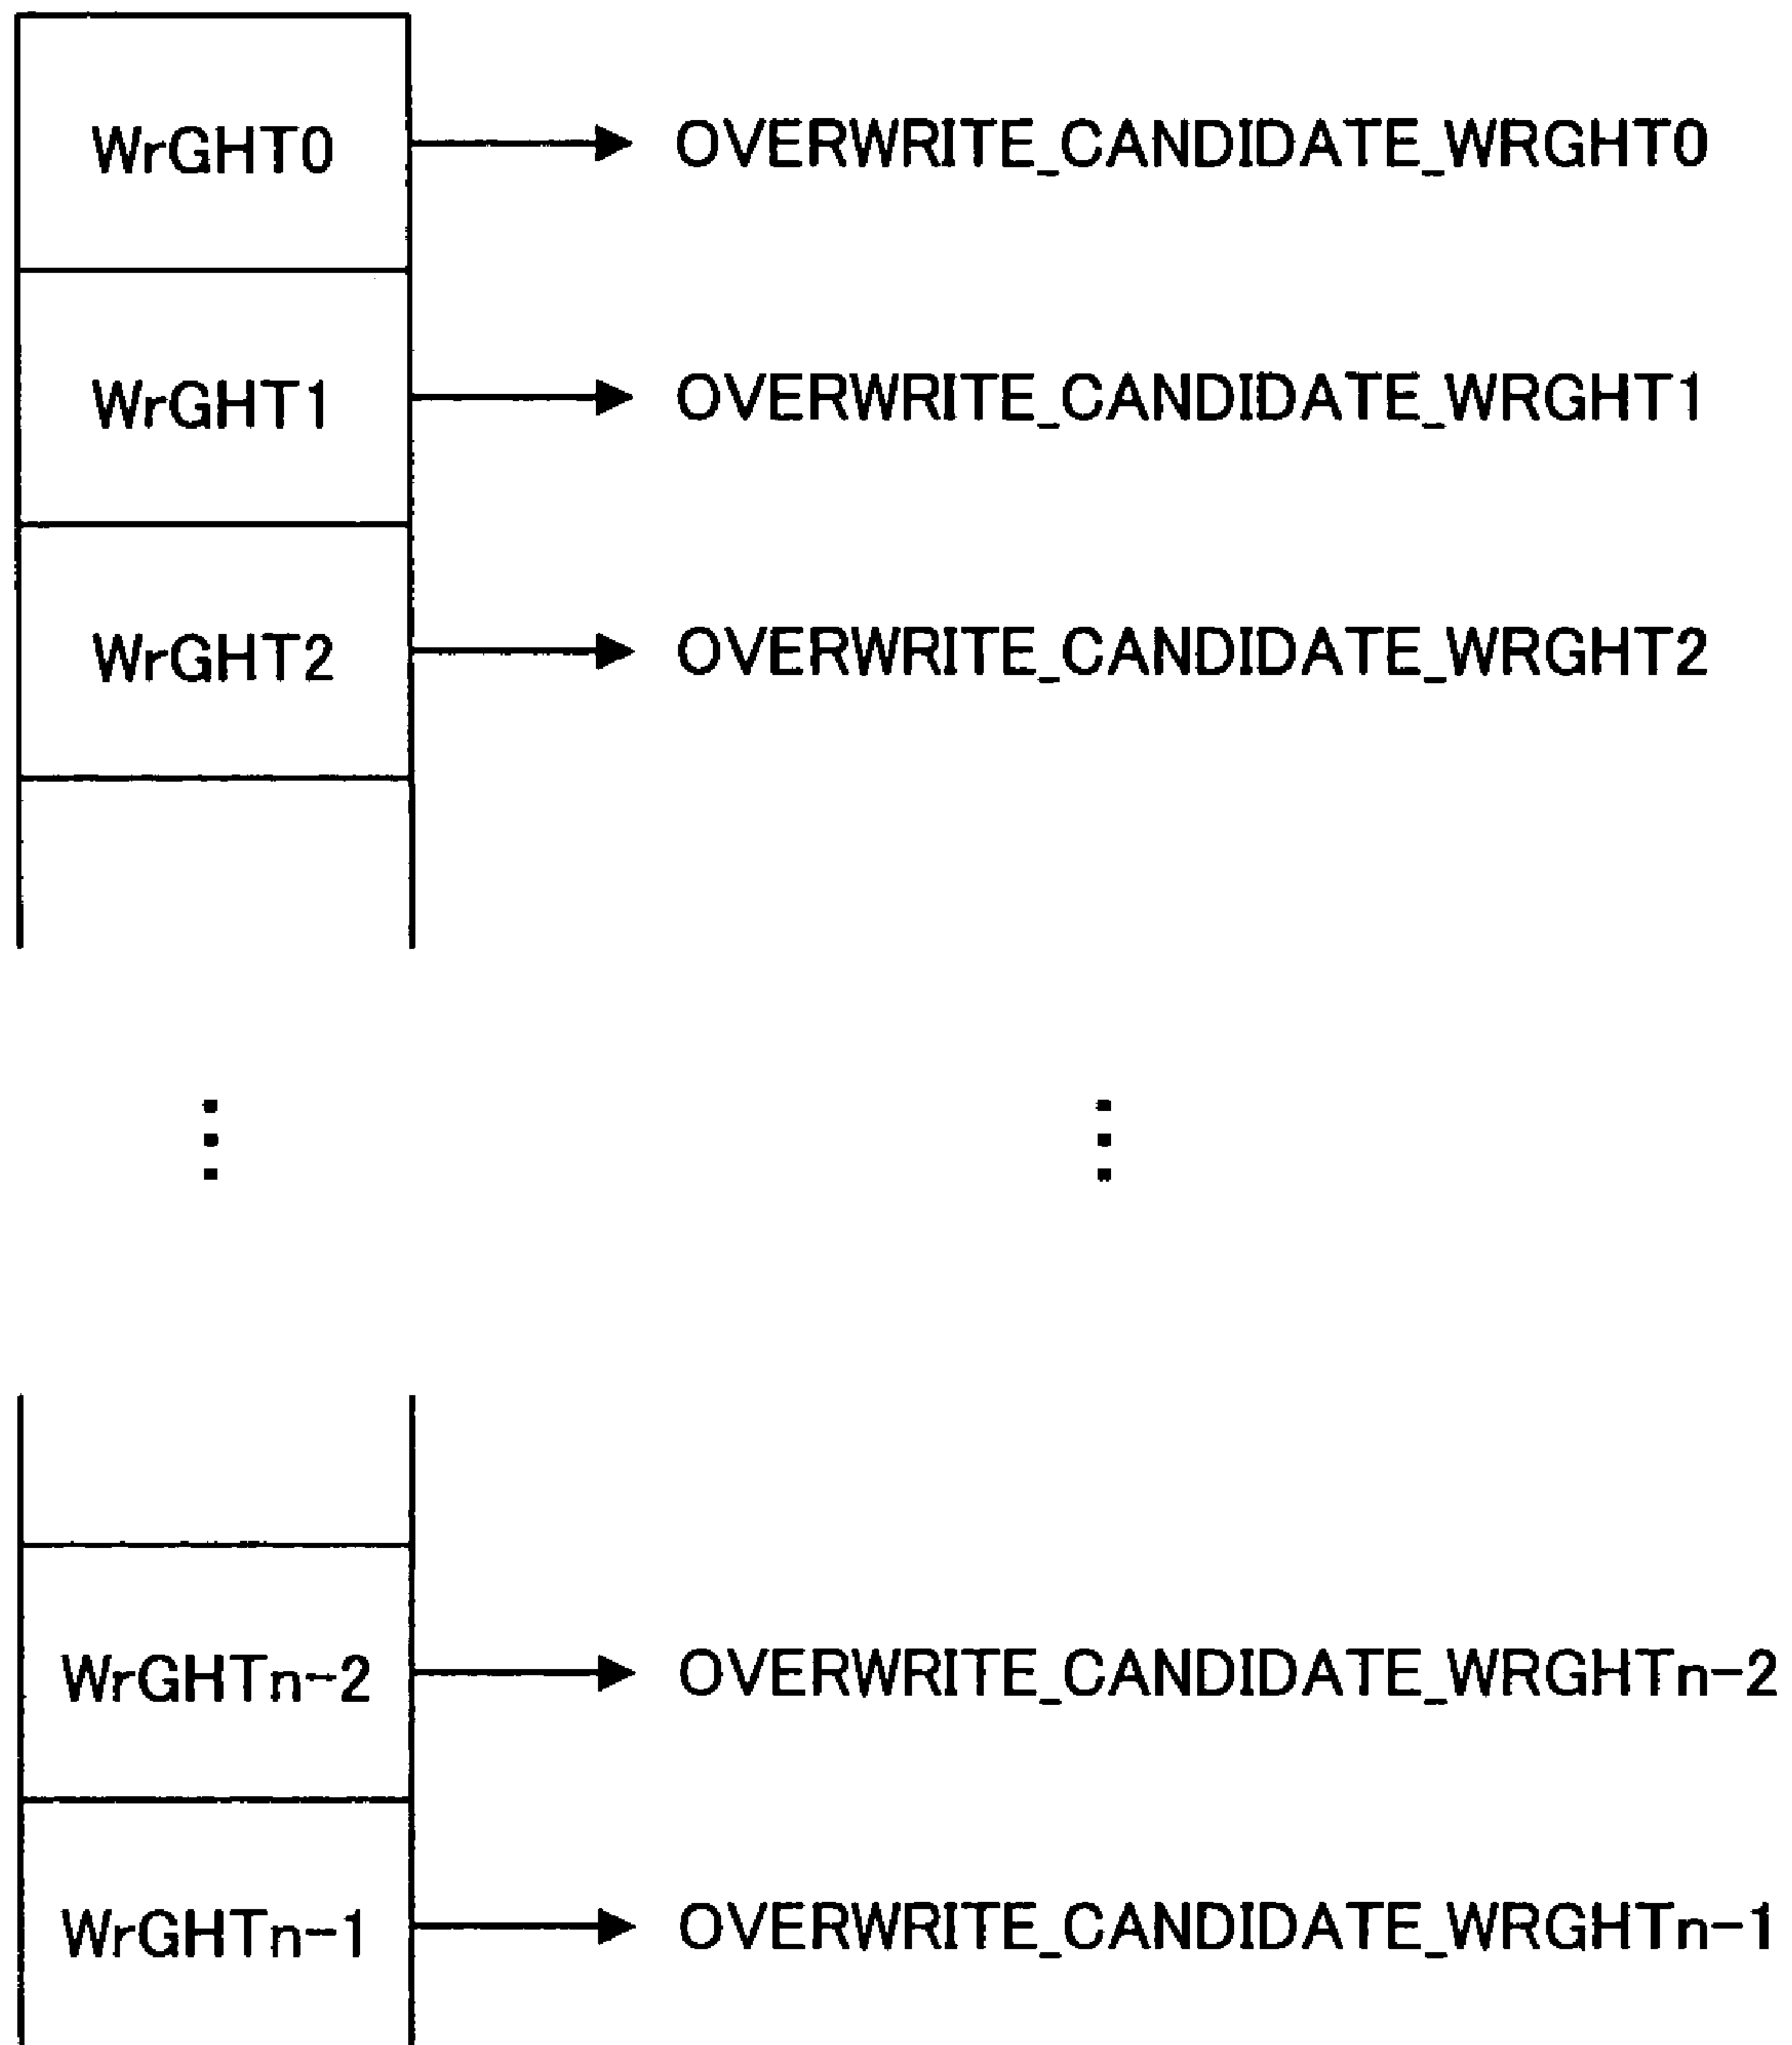 WrGHT0 OVERWRITE_CANDIDATE_WRGHT0
WrGHT1 OVERWRITE_CANDIDATE_WRGHT1
WrGHT2 OVERWRITE_CANDIDATE_WRGHT2
WrGHTn-2 OVERWRITE_CANDIDATE_WRGHTn-2
WrGHTn-1 OVERWRITE_CANDIDATE_WRGHTn-1